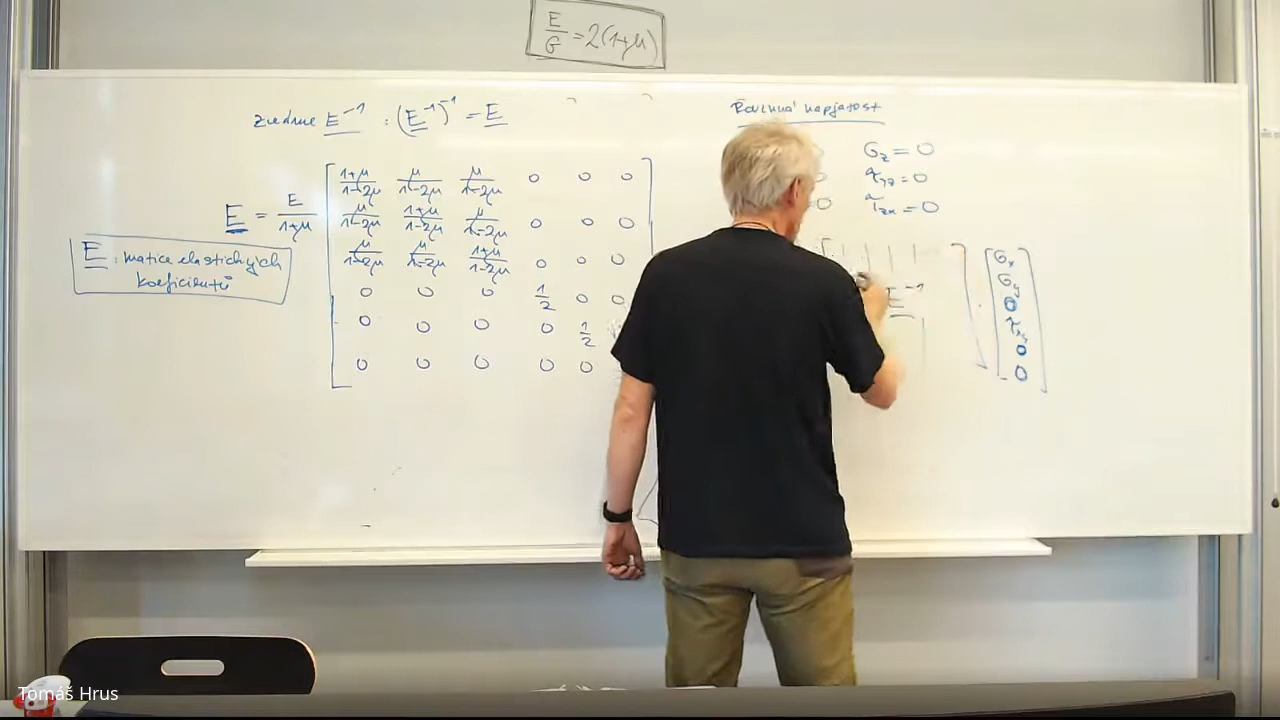 E/G = 2(1+μ)
E⁻¹ : (E⁻¹)⁻¹ = E
Rovinná napjatost
σz = 0
τyz = 0
τzx = 0
= 0
E = E/(1+μ)
(1+μ)/(1-2μ) μ/(1-2μ) μ/(1-2μ) 0 0 0
μ/(1-2μ) (1+μ)/(1-2μ) μ/(1-2μ) 0 0 0
μ/(1-2μ) μ/(1-2μ) (1+μ)/(1-2μ) 0 0 0
0 0 0 1/2 0 0
0 0 0 0 1/2
0 0 0 0 0
E : matice elastických
koeficientů
E⁻¹
σx
σy
0
τxy
0
0
Tomáš Hrus